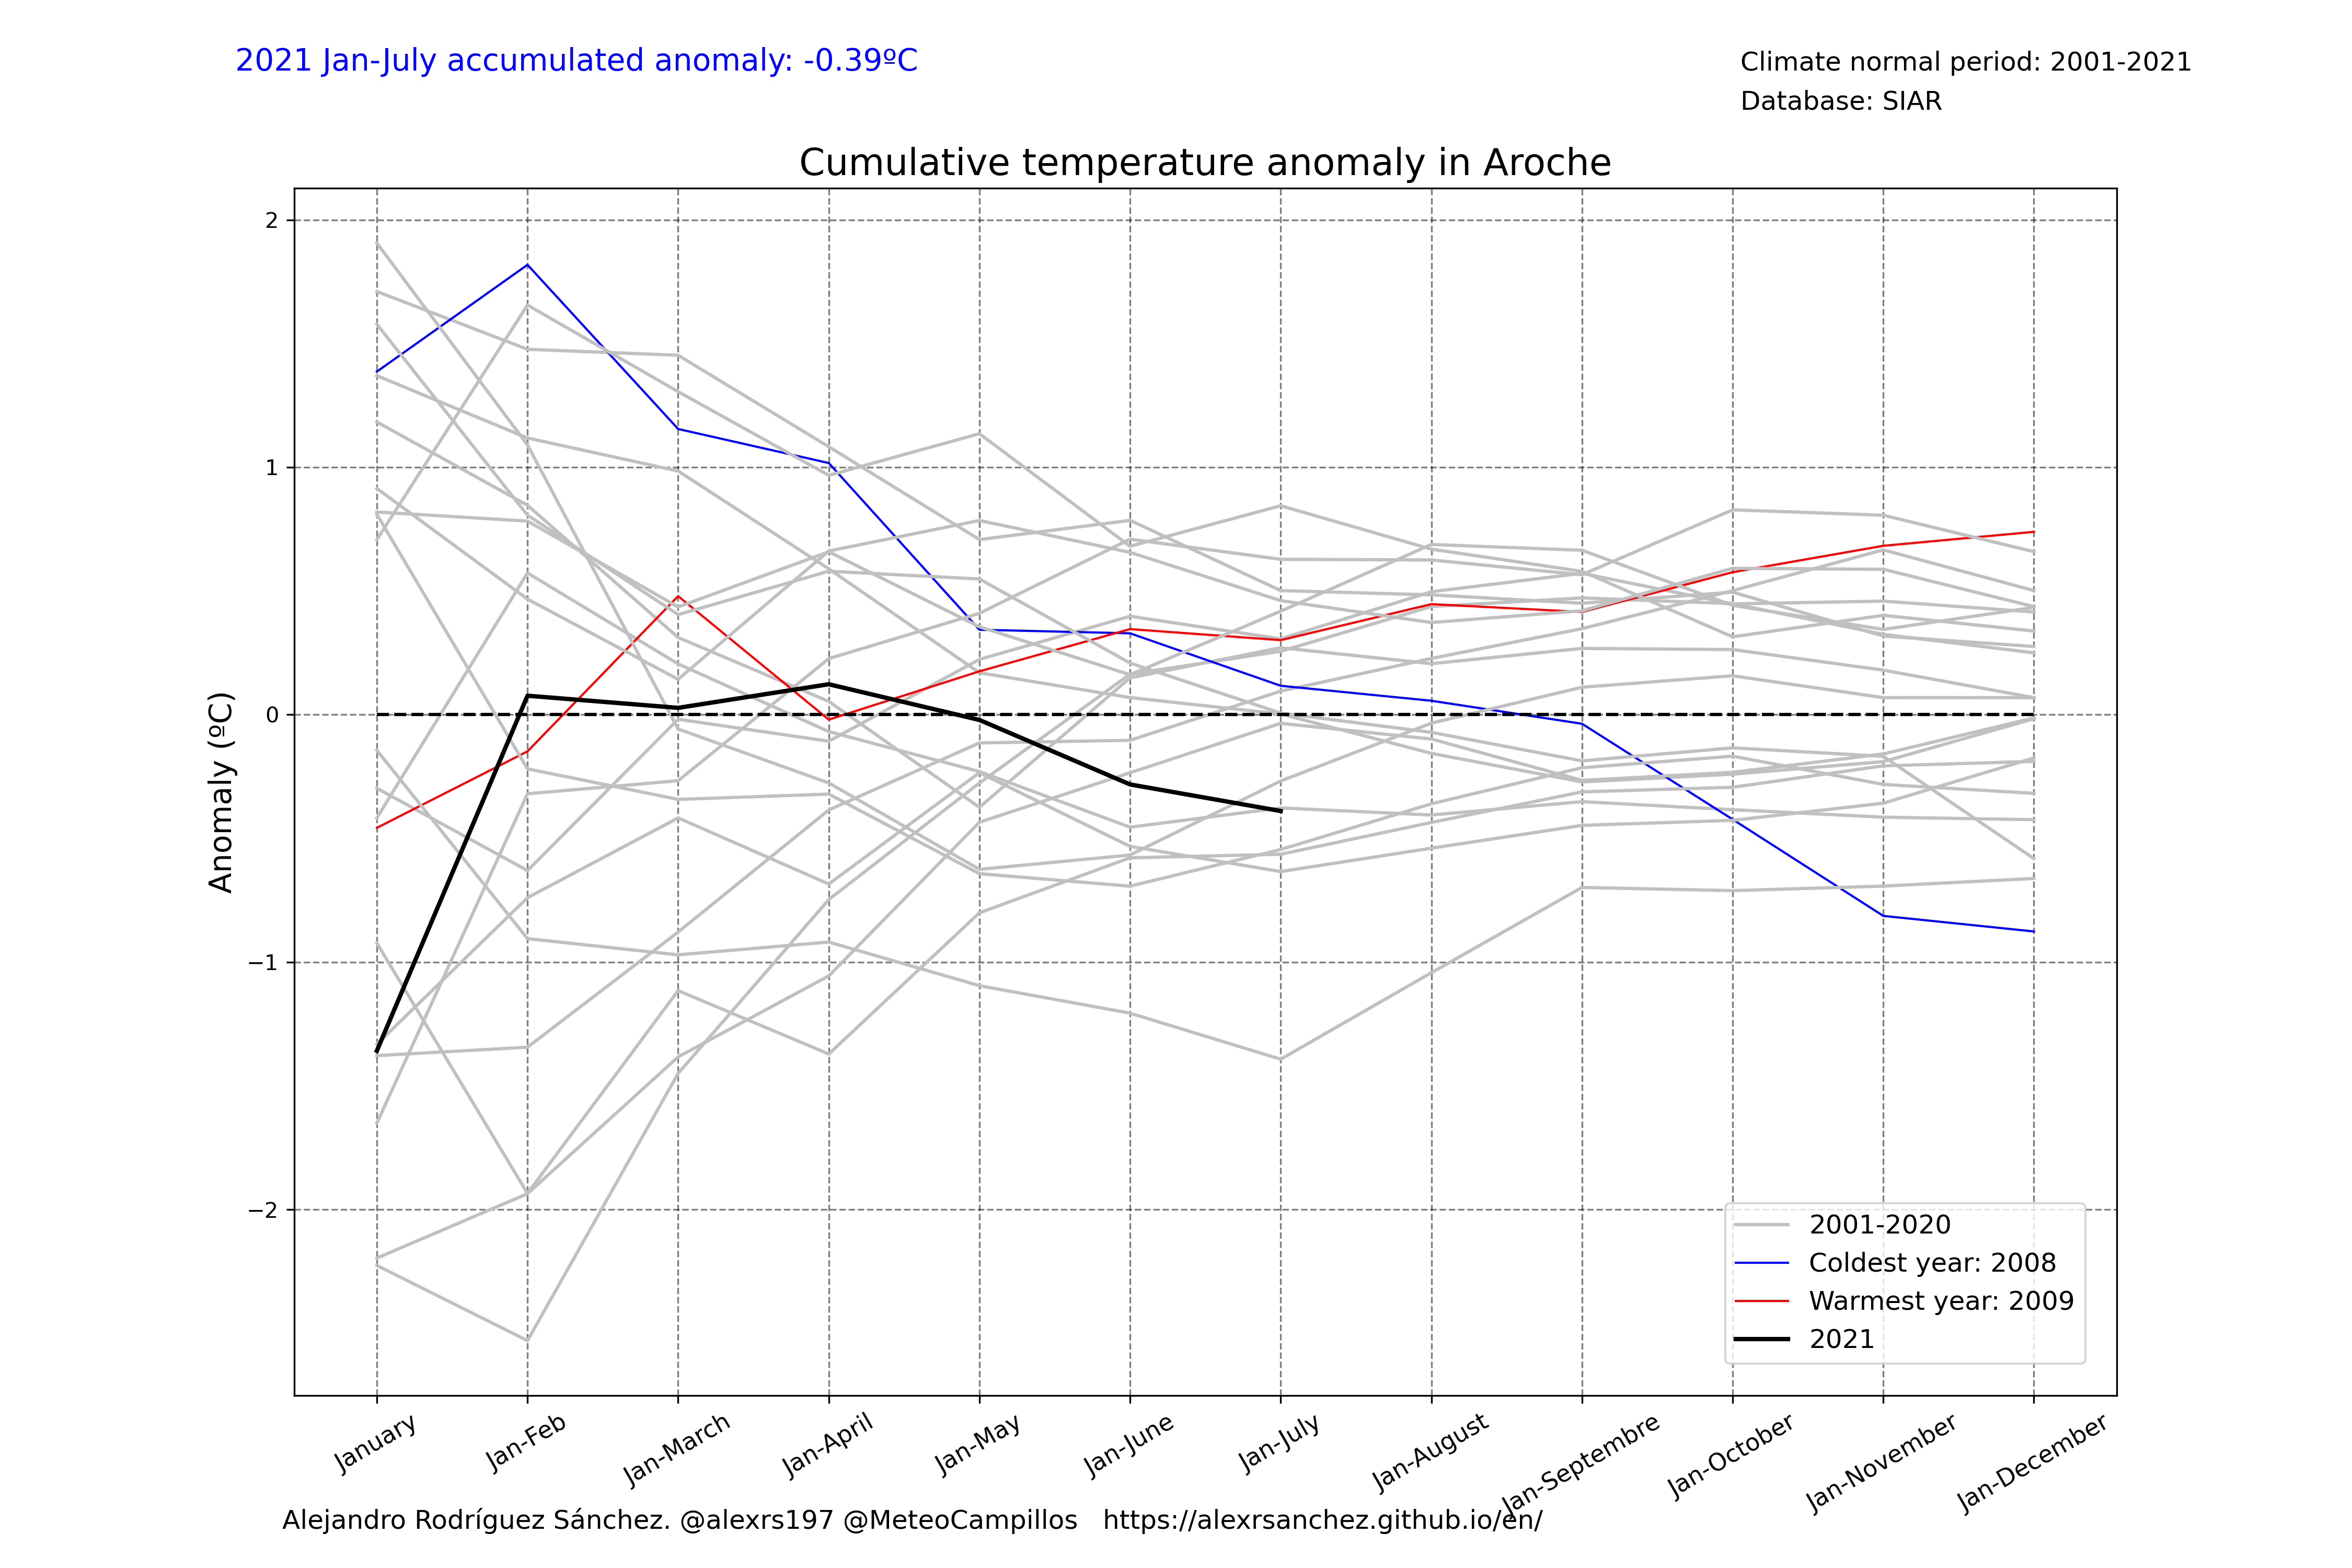 2021 Jan-July accumulated anomaly: -0.39ºC
Climate normal period: 2001-2021
Database: SIAR
Cumulative temperature anomaly in Aroche
Anomaly (ºC)
2
1
0
−1
−2
2001-2020
Coldest year: 2008
Warmest year: 2009
2021
January
Jan-Feb
Jan-March
Jan-April
Jan-May
Jan-June
Jan-July
Jan-August
Jan-Septembre
Jan-October
Jan-November
Jan-December
Alejandro Rodríguez Sánchez. @alexrs197 @MeteoCampillos https://alexrsanchez.github.io/en/